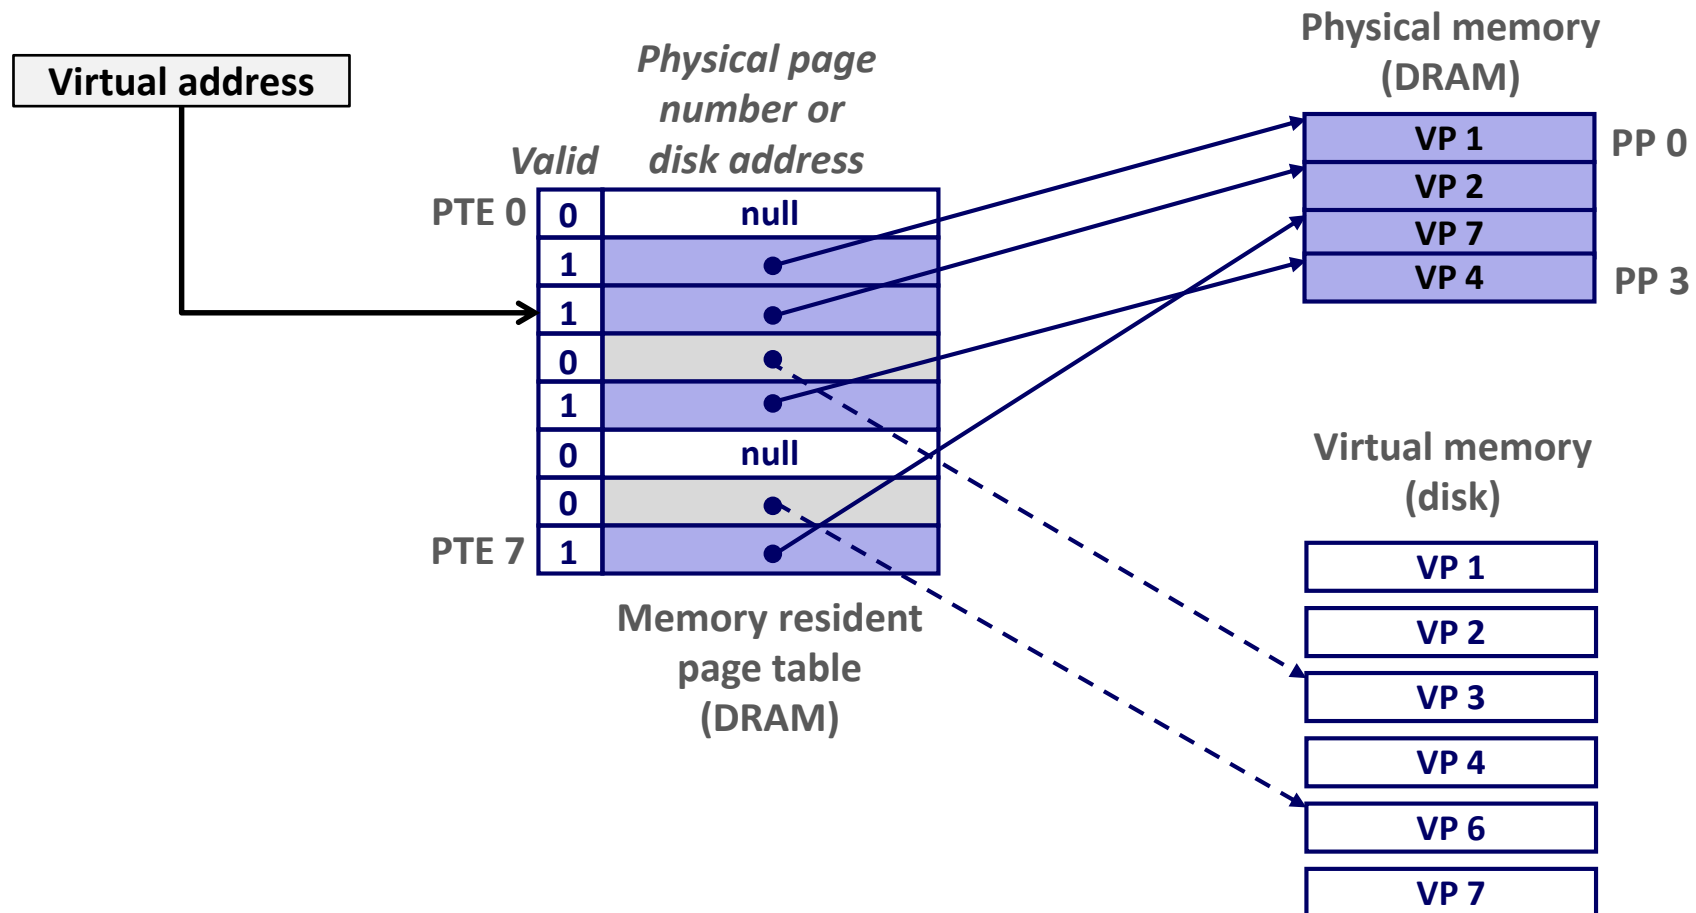 Virtual address
Physical page
number or
disk address
Valid
PTE 0
0
null
1
1
0
1
0
null
0
PTE 7
1
Memory resident
page table
(DRAM)
Physical memory
(DRAM)
VP 1
PP 0
VP 2
VP 7
VP 4
PP 3
Virtual memory
(disk)
VP 1
VP 2
VP 3
VP 4
VP 6
VP 7